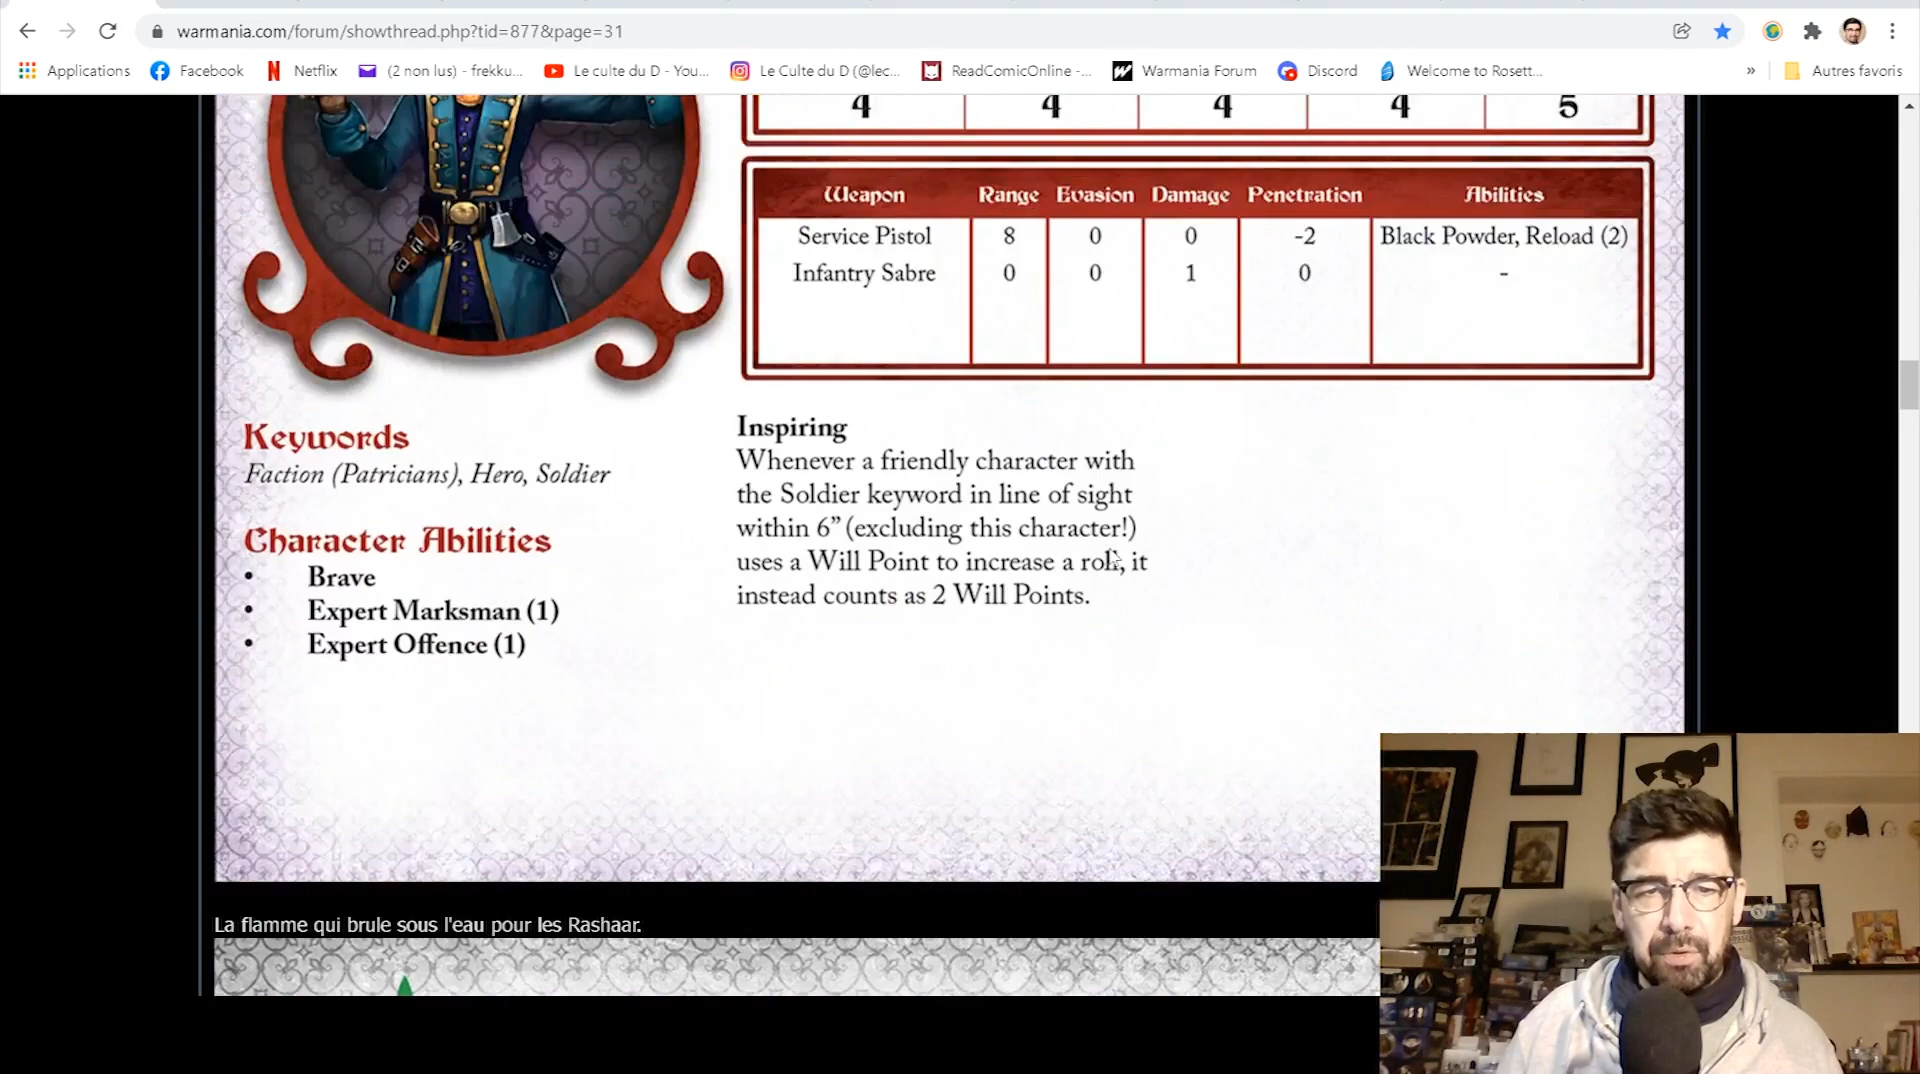 warmania.com/forum/showthread.php?tid=877&page=31
Applications Facebook Netflix (2 non lus) - frekku... Le culte du D - You... Le Culte du D (@lec... ReadComicOnline -... Warmania Forum Discord Welcome to Rosett... » Autres favoris
4 4 4 4 5
Weapon Range Evasion Damage Penetration Abilities
Service Pistol 8 0 0 -2 Black Powder, Reload (2)
Infantry Sabre 0 0 1 0 -
Keywords
Faction (Patricians), Hero, Soldier
Character Abilities
• Brave
• Expert Marksman (1)
• Expert Offence (1)
Inspiring
Whenever a friendly character with
the Soldier keyword in line of sight
within 6” (excluding this character!)
uses a Will Point to increase a roll, it
instead counts as 2 Will Points.
La flamme qui brule sous l'eau pour les Rashaar.